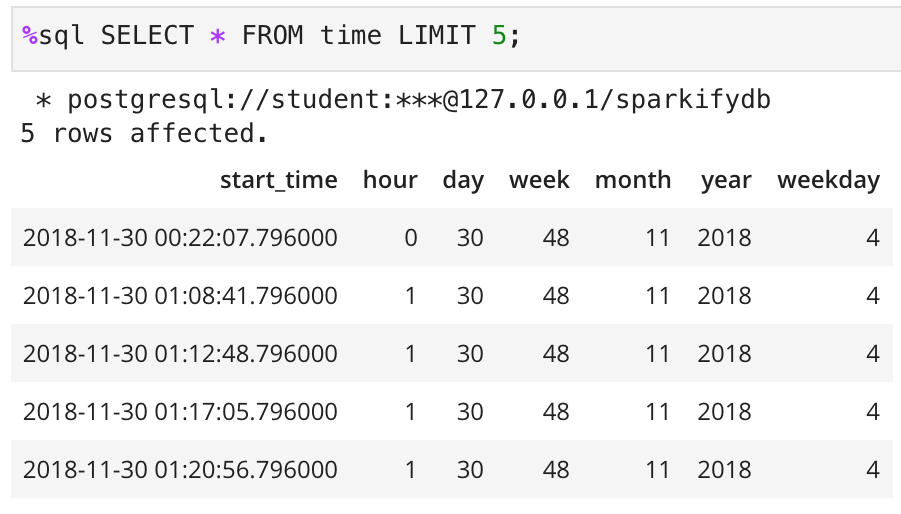 %sql SELECT * FROM time LIMIT 5;
* postgresql://student:***@127.0.0.1/sparkifydb
5 rows affected.
start_time hour day week month year weekday
2018-11-30 00:22:07.796000 0 30 48 11 2018 4
2018-11-30 01:08:41.796000 1 30 48 11 2018 4
2018-11-30 01:12:48.796000 1 30 48 11 2018 4
2018-11-30 01:17:05.796000 1 30 48 11 2018 4
2018-11-30 01:20:56.796000 1 30 48 11 2018 4